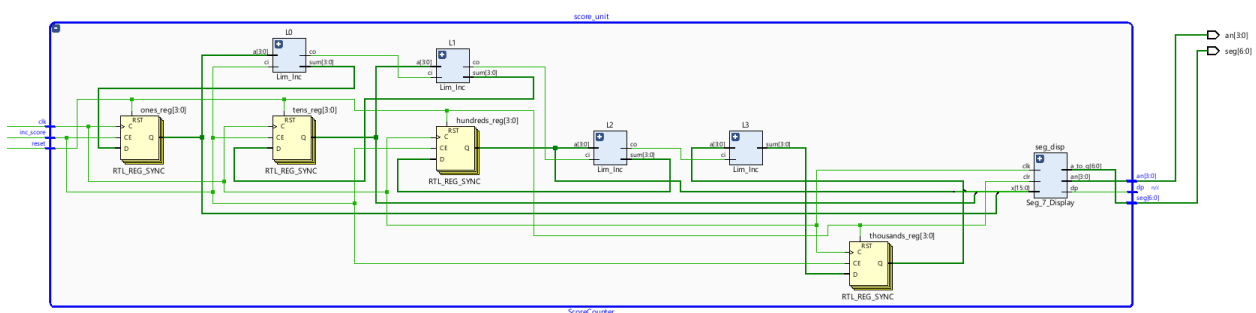 score_unit
L0
a[3:0] co
ci sum[3:0]
Lim_Inc
L1
a[3:0] co
ci sum[3:0]
Lim_Inc
an[3:0]
seg[6:0]
clk
inc_score
reset
ones_reg[3:0]
RST
C
CE Q
D
RTL_REG_SYNC
tens_reg[3:0]
RST
C
CE Q
D
RTL_REG_SYNC
hundreds_reg[3:0]
RST
C
CE Q
D
RTL_REG_SYNC
L2
a[3:0] co
ci sum[3:0]
Lim_Inc
L3
a[3:0] sum[3:0]
ci
Lim_Inc
seg_disp
clk a_to_g[6:0]
clr an[3:0]
x[15:0] dp
Seg_7_Display
an[3:0]
dp n/c
seg[6:0]
thousands_reg[3:0]
RST
C
CE Q
D
RTL_REG_SYNC
ScoreCounter